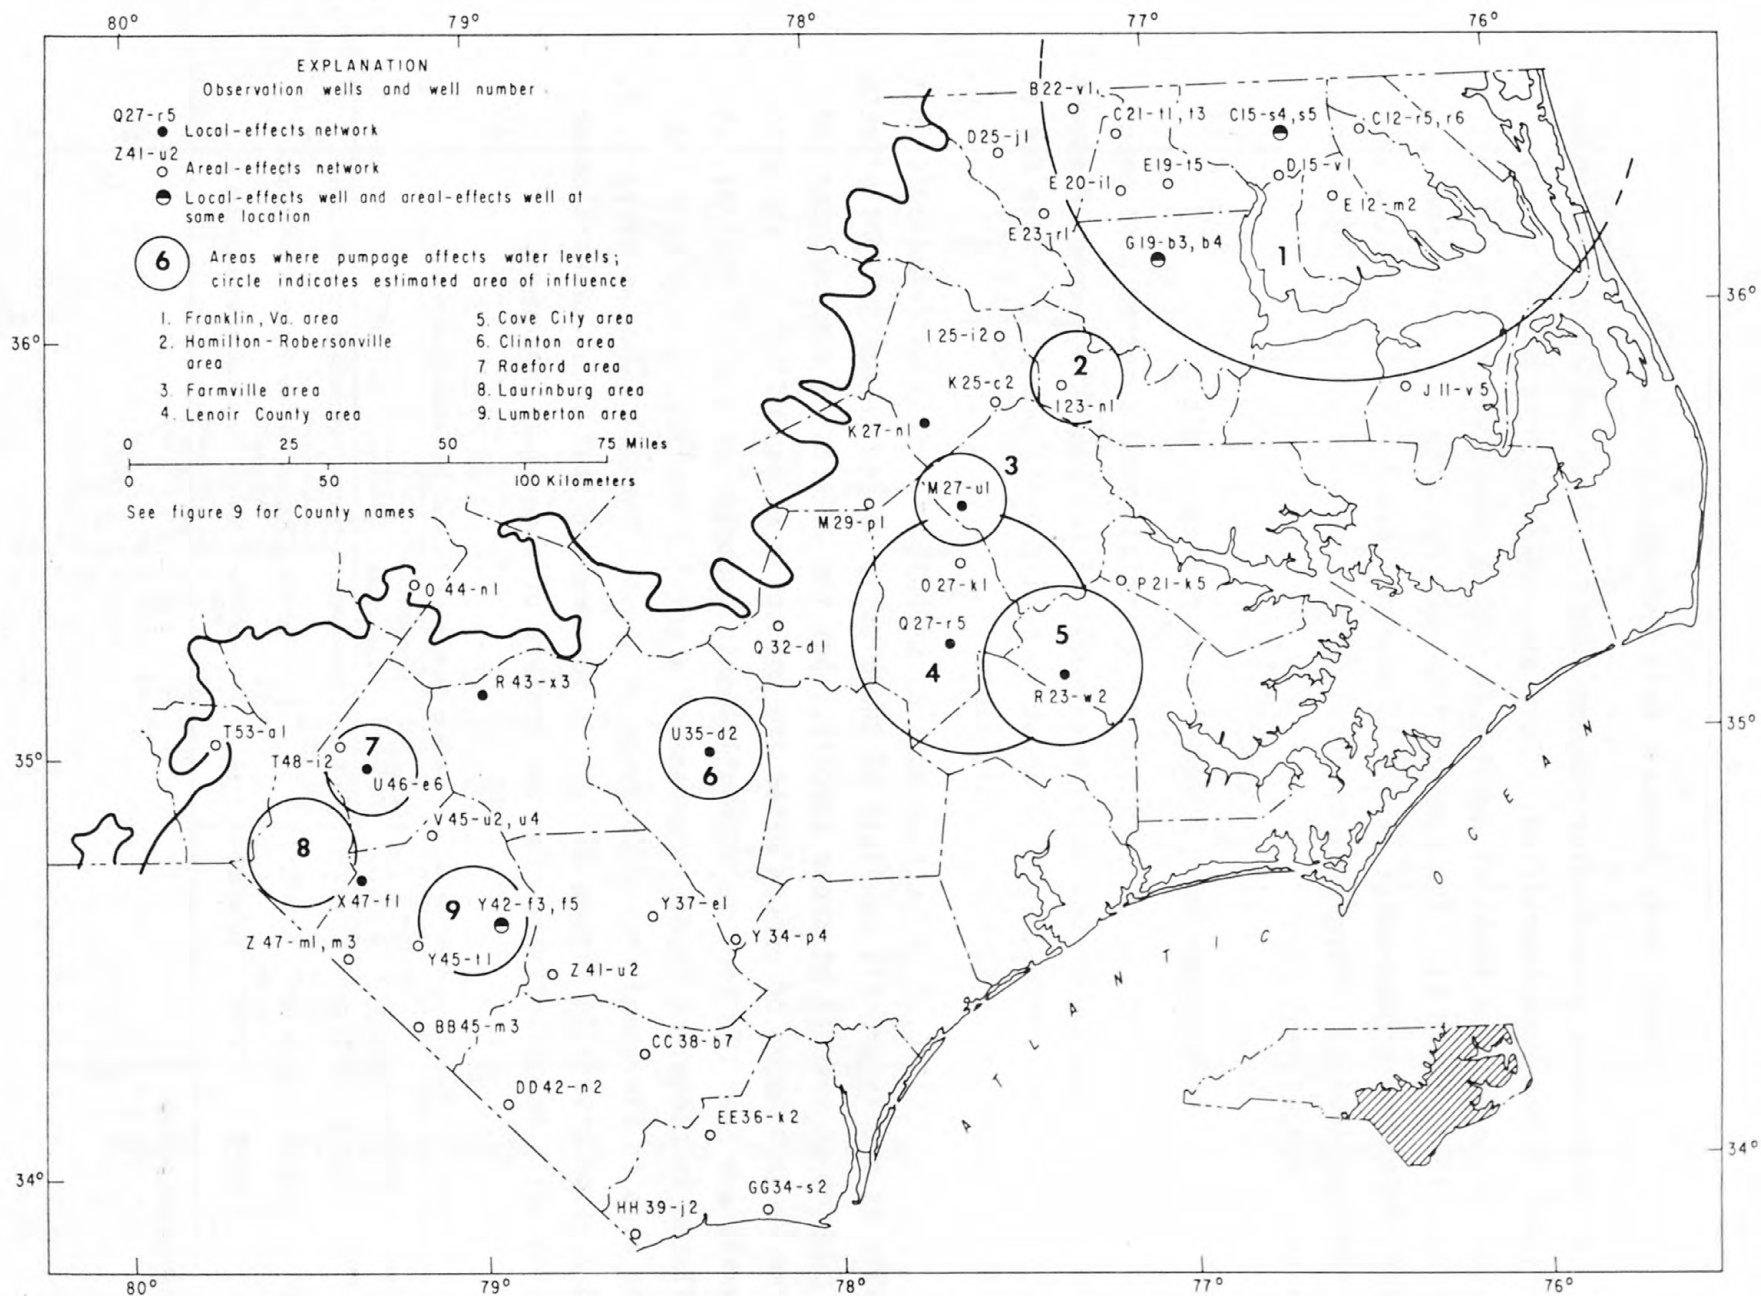 80°
79°
78°
77°
76°
EXPLANATION
Observation wells and well number
Q27-r5
Local-effects network
Z41-u2
Areal-effects network
Local-effects well and areal-effects well at
same location
6
Areas where pumpage affects water levels;
circle indicates estimated area of influence
1. Franklin, Va. area
2. Hamilton-Robersonville
area
3. Farmville area
4. Lenoir County area
5. Cove City area
6. Clinton area
7 Raeford area
8. Laurinburg area
9. Lumberton area
0 25 50 75 Miles
0 50 100 Kilometers
See figure 9 for County names
B22-v1
C21-t1, t3
C15-s4, s5
C12-r5, r6
D25-j1
E19-t5
D15-v1
E20-i1
E12-m2
E23-r1
G19-b3, b4
1
36°
36°
I25-i2
2
K25-c2
I23-n1
J11-v5
K27-n1
3
M27-u1
M29-p1
O27-k1
P21-k5
O44-n1
Q27-r5
5
Q32-d1
4
R23-w2
R43-x3
35°
T53-a1
7
U35-d2
T48-i2
6
U46-e6
35°
V45-u2, u4
8
X47-f1
9
Y42-f3, f5
Y37-e1
Z47-m1, m3
Y45-t1
Y34-p4
Z41-u2
BB45-m3
CC38-b7
DD42-n2
EE36-k2
GG34-s2
HH39-j2
ATLANTIC OCEAN
34°
34°
80°
79°
78°
77°
76°